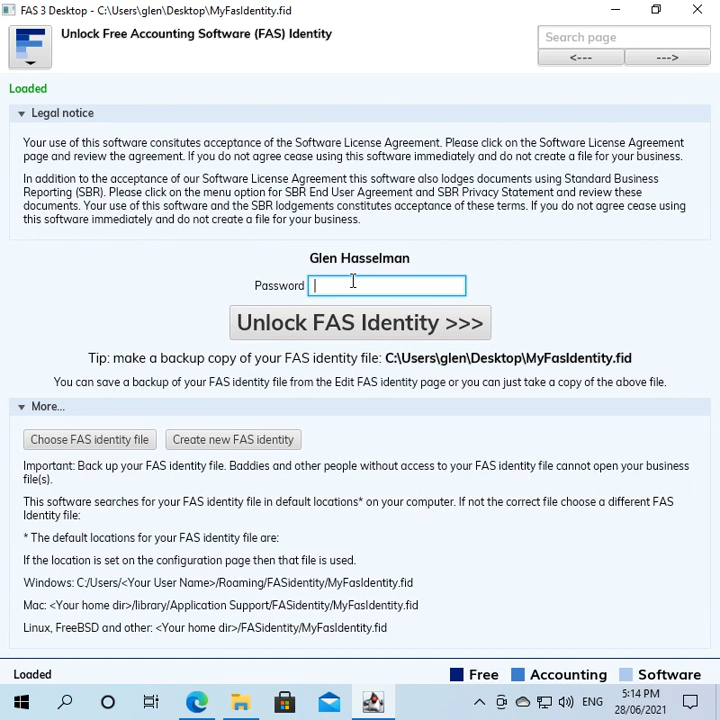 FAS 3 Desktop - C:\Users\glen\Desktop\MyFasIdentity.fid
Unlock Free Accounting Software (FAS) Identity
Search page
<--- --->
Loaded
Legal notice
Your use of this software consitutes acceptance of the Software License Agreement. Please click on the Software License Agreement
page and review the agreement. If you do not agree cease using this software immediately and do not create a file for your business.
In addition to the acceptance of our Software License Agreement this software also lodges documents using Standard Business
Reporting (SBR). Please click on the menu option for SBR End User Agreement and SBR Privacy Statement and review these
documents. Your use of this software and the SBR lodgements constitutes acceptance of these terms. If you do not agree cease using
this software immediately and do not create a file for your business.
Glen Hasselman
Password
Unlock FAS Identity >>>
Tip: make a backup copy of your FAS identity file: C:\Users\glen\Desktop\MyFasIdentity.fid
You can save a backup of your FAS identity file from the Edit FAS identity page or you can just take a copy of the above file.
More...
Choose FAS identity file Create new FAS identity
Important: Back up your FAS identity file. Baddies and other people without access to your FAS identity file cannot open your business
file(s).
This software searches for your FAS identity file in default locations* on your computer. If not the correct file choose a different FAS
Identity file:
* The default locations for your FAS identity file are:
If the location is set on the configuration page then that file is used.
Windows: C:/Users/<Your User Name>/Roaming/FASidentity/MyFasIdentity.fid
Mac: <Your home dir>/library/Application Support/FASidentity/MyFasIdentity.fid
Linux, FreeBSD and other: <Your home dir>/FASidentity/MyFasIdentity.fid
Loaded Free Accounting Software
ENG 5:14 PM
28/06/2021